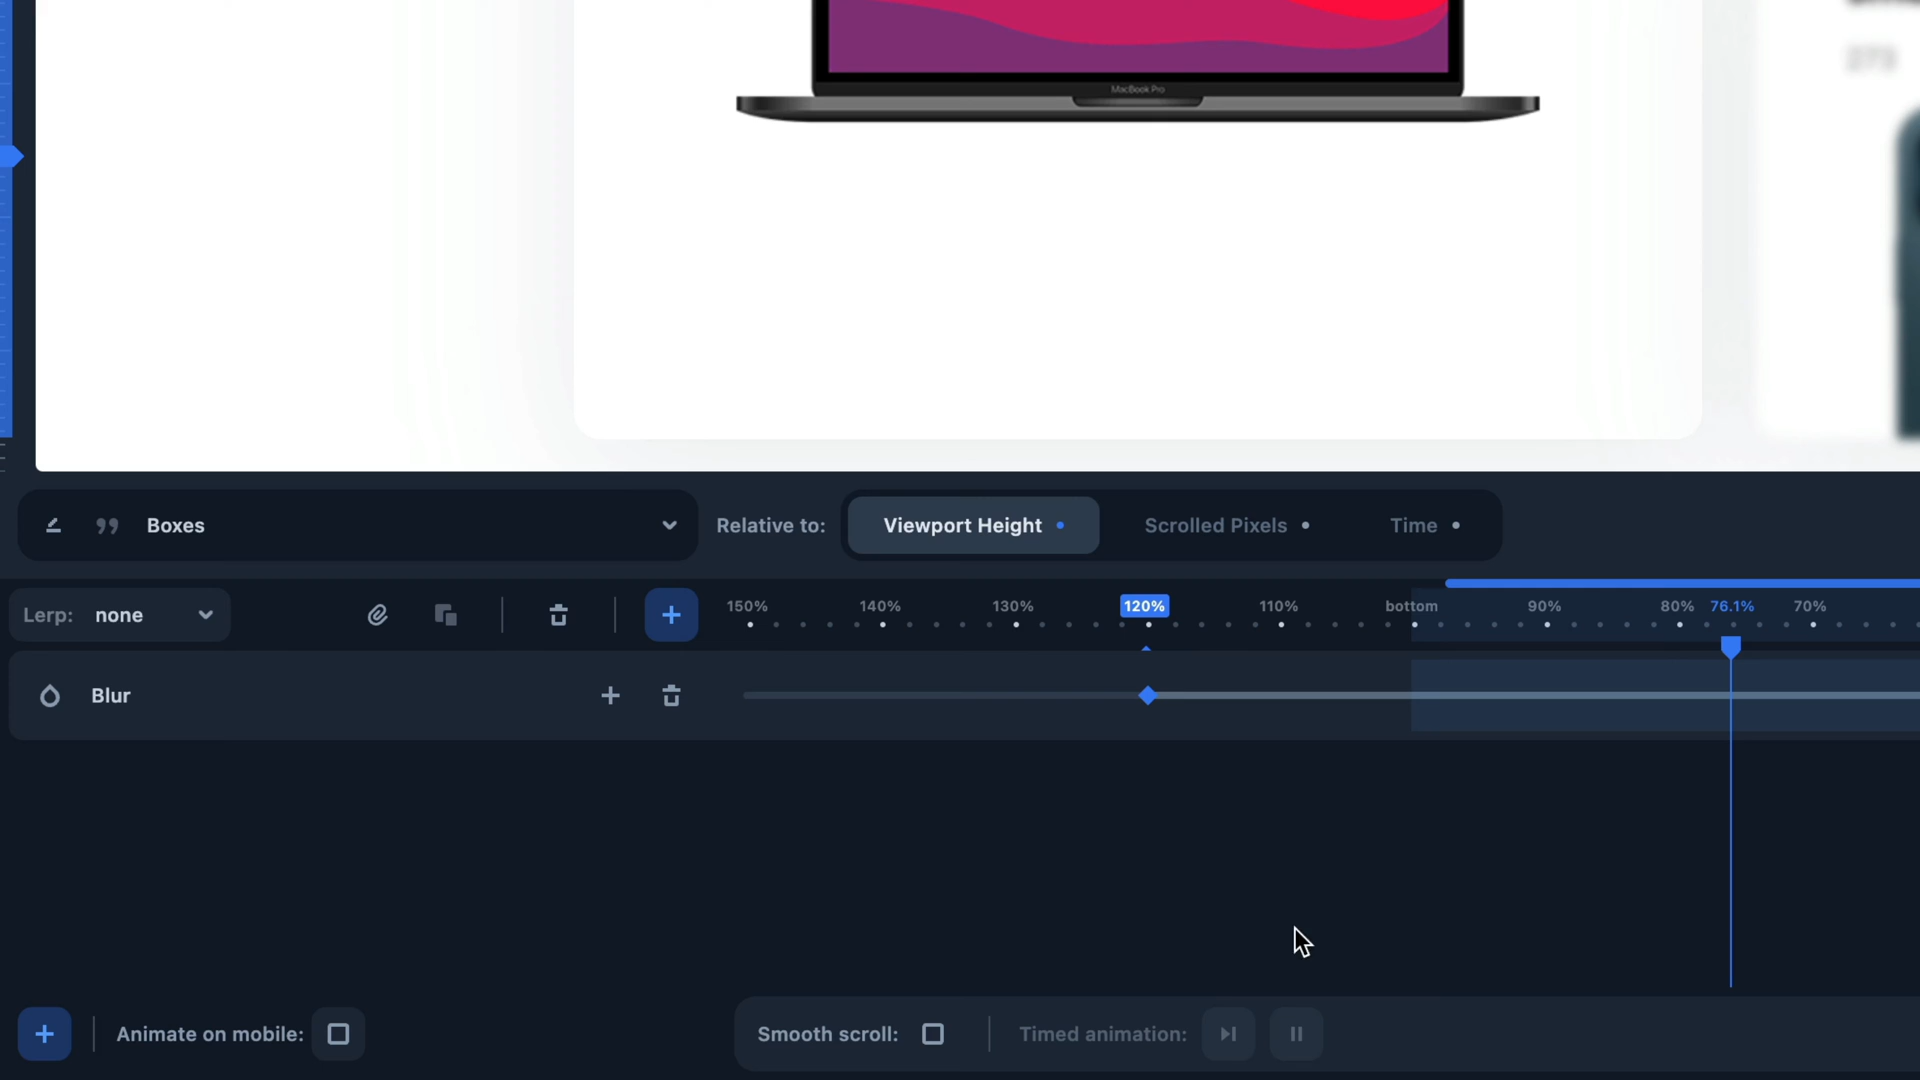 273
MacBook Pro
Boxes
Relative to:
Viewport Height
Scrolled Pixels
Time
Lerp: none
150% 140% 130% 120% 110% bottom 90% 80% 76.1% 70%
Blur
Animate on mobile:
Smooth scroll:
Timed animation: